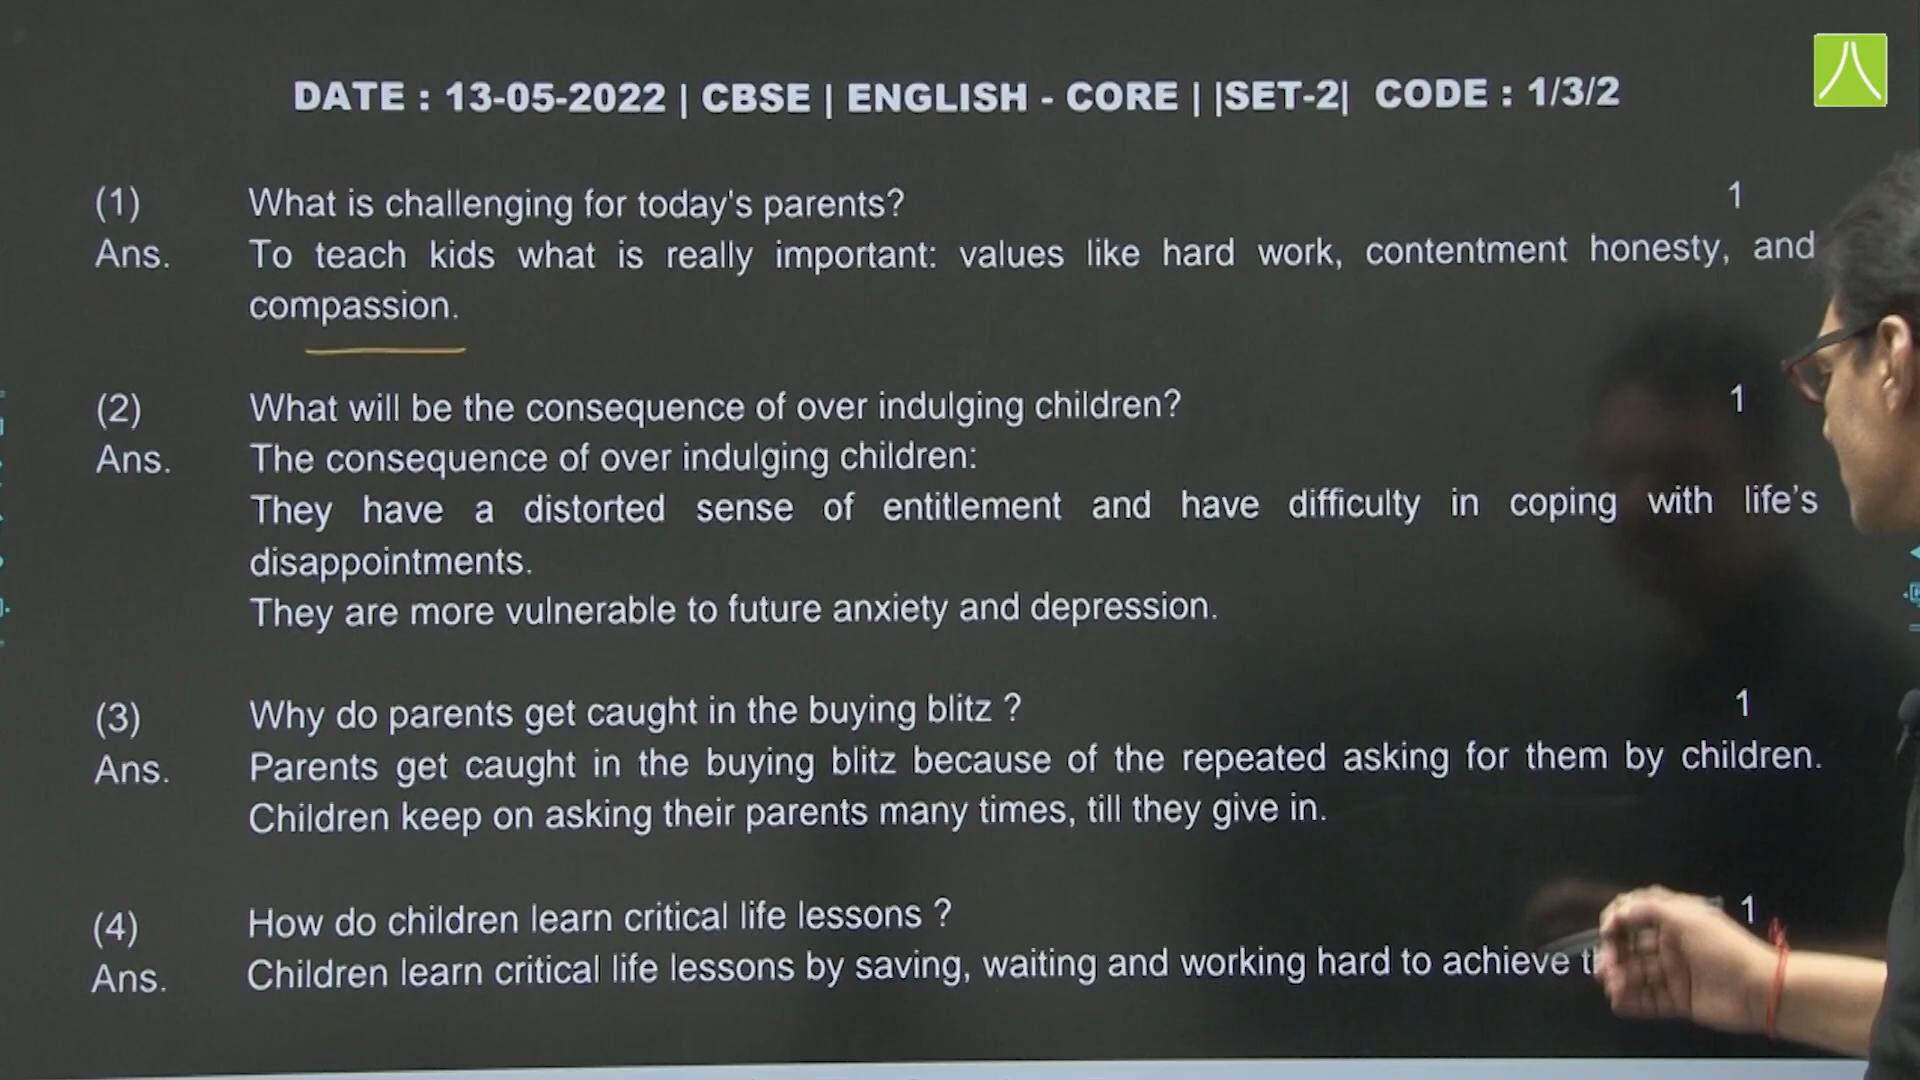 DATE : 13-05-2022 | CBSE | ENGLISH - CORE | |SET-2| CODE : 1/3/2
(1) What is challenging for today's parents? 1
Ans. To teach kids what is really important: values like hard work, contentment honesty, and
compassion.
(2) What will be the consequence of over indulging children? 1
Ans. The consequence of over indulging children:
They have a distorted sense of entitlement and have difficulty in coping with life's
disappointments.
They are more vulnerable to future anxiety and depression.
(3) Why do parents get caught in the buying blitz ? 1
Ans. Parents get caught in the buying blitz because of the repeated asking for them by children.
Children keep on asking their parents many times, till they give in.
(4) How do children learn critical life lessons ? 1
Ans. Children learn critical life lessons by saving, waiting and working hard to achieve